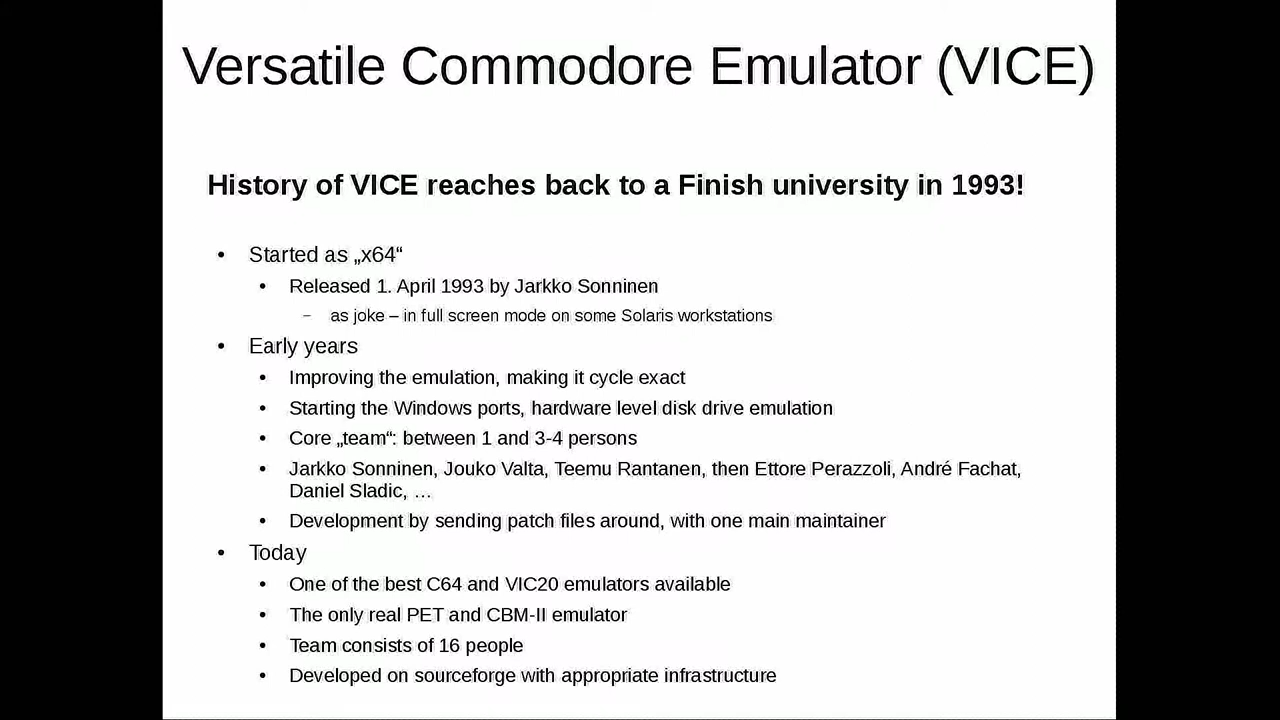 Versatile Commodore Emulator (VICE)
History of VICE reaches back to a Finish university in 1993!
• Started as „x64“
• Released 1. April 1993 by Jarkko Sonninen
– as joke – in full screen mode on some Solaris workstations
• Early years
• Improving the emulation, making it cycle exact
• Starting the Windows ports, hardware level disk drive emulation
• Core „team“: between 1 and 3-4 persons
• Jarkko Sonninen, Jouko Valta, Teemu Rantanen, then Ettore Perazzoli, André Fachat,
Daniel Sladic, …
• Development by sending patch files around, with one main maintainer
• Today
• One of the best C64 and VIC20 emulators available
• The only real PET and CBM-II emulator
• Team consists of 16 people
• Developed on sourceforge with appropriate infrastructure